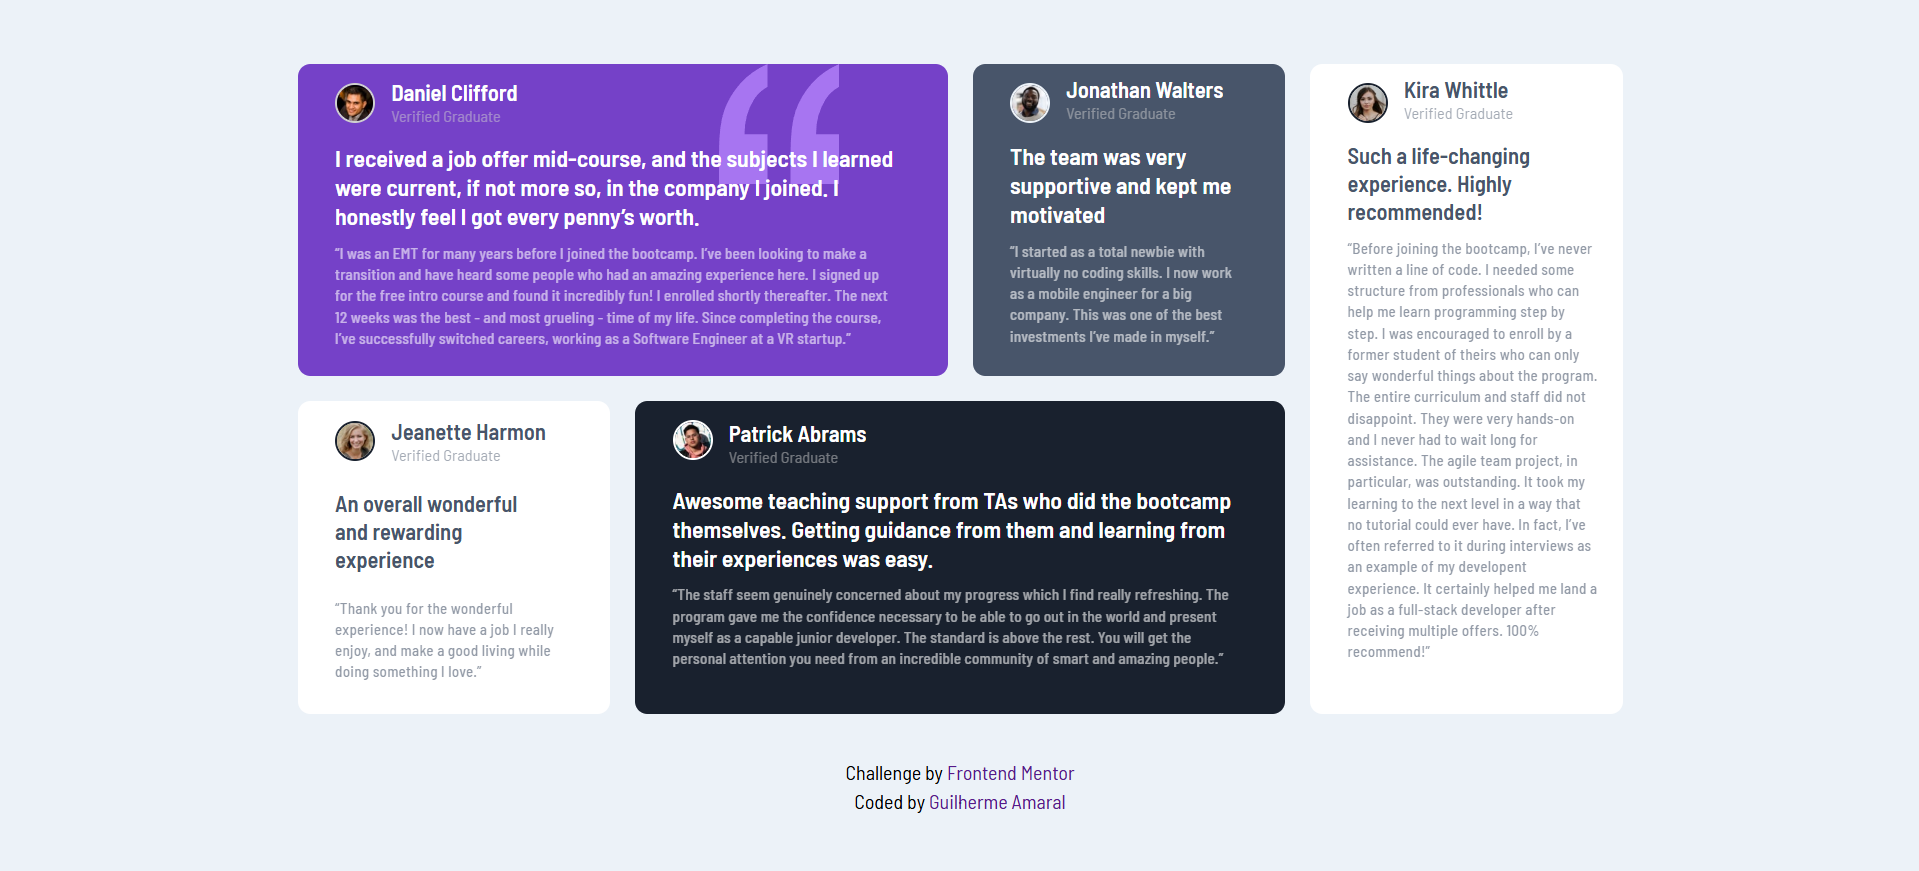 Daniel Clifford
Verified Graduate
I received a job offer mid-course, and the subjects I learned
were current, if not more so, in the company I joined. I
honestly feel I got every penny’s worth.
“I was an EMT for many years before I joined the bootcamp. I’ve been looking to make a
transition and have heard some people who had an amazing experience here. I signed up
for the free intro course and found it incredibly fun! I enrolled shortly thereafter. The next
12 weeks was the best - and most grueling - time of my life. Since completing the course,
I’ve successfully switched careers, working as a Software Engineer at a VR startup.”
Jonathan Walters
Verified Graduate
The team was very
supportive and kept me
motivated
“I started as a total newbie with
virtually no coding skills. I now work
as a mobile engineer for a big
company. This was one of the best
investments I’ve made in myself.”
Kira Whittle
Verified Graduate
Such a life-changing
experience. Highly
recommended!
“Before joining the bootcamp, I’ve never
written a line of code. I needed some
structure from professionals who can
help me learn programming step by
step. I was encouraged to enroll by a
former student of theirs who can only
say wonderful things about the program.
The entire curriculum and staff did not
disappoint. They were very hands-on
and I never had to wait long for
assistance. The agile team project, in
particular, was outstanding. It took my
learning to the next level in a way that
no tutorial could ever have. In fact, I’ve
often referred to it during interviews as
an example of my developent
experience. It certainly helped me land a
job as a full-stack developer after
receiving multiple offers. 100%
recommend!”
Jeanette Harmon
Verified Graduate
An overall wonderful
and rewarding
experience
“Thank you for the wonderful
experience! I now have a job I really
enjoy, and make a good living while
doing something I love.”
Patrick Abrams
Verified Graduate
Awesome teaching support from TAs who did the bootcamp
themselves. Getting guidance from them and learning from
their experiences was easy.
“The staff seem genuinely concerned about my progress which I find really refreshing. The
program gave me the confidence necessary to be able to go out in the world and present
myself as a capable junior developer. The standard is above the rest. You will get the
personal attention you need from an incredible community of smart and amazing people.”
Challenge by Frontend Mentor
Coded by Guilherme Amaral